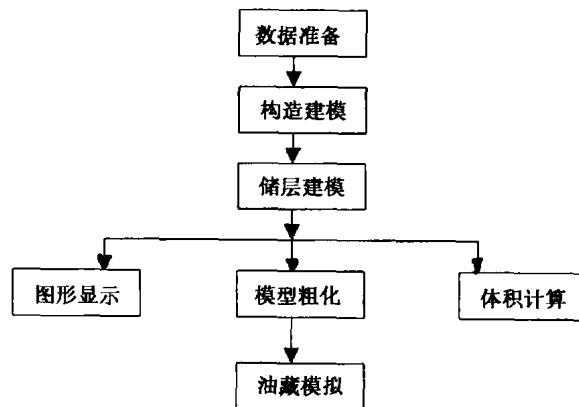 数据准备
构造建模
储层建模
图形显示
模型粗化
体积计算
油藏模拟